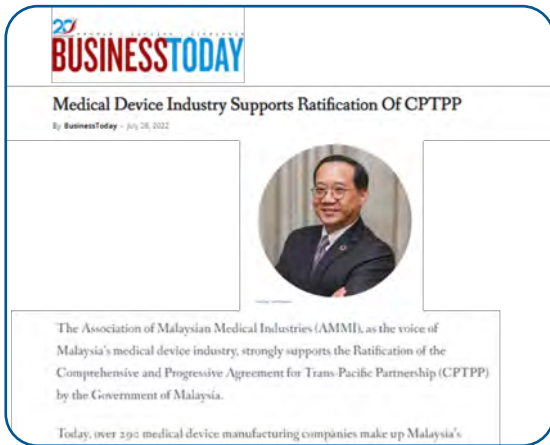 20
BUSINESSTODAY
Medical Device Industry Supports Ratification Of CPTPP
By BusinessToday - July 28, 2022
The Association of Malaysian Medical Industries (AMMI), as the voice of
Malaysia's medical device industry, strongly supports the Ratification of the
Comprehensive and Progressive Agreement for Trans-Pacific Partnership (CPTPP)
by the Government of Malaysia.
Today, over 290 medical device manufacturing companies make up Malaysia's